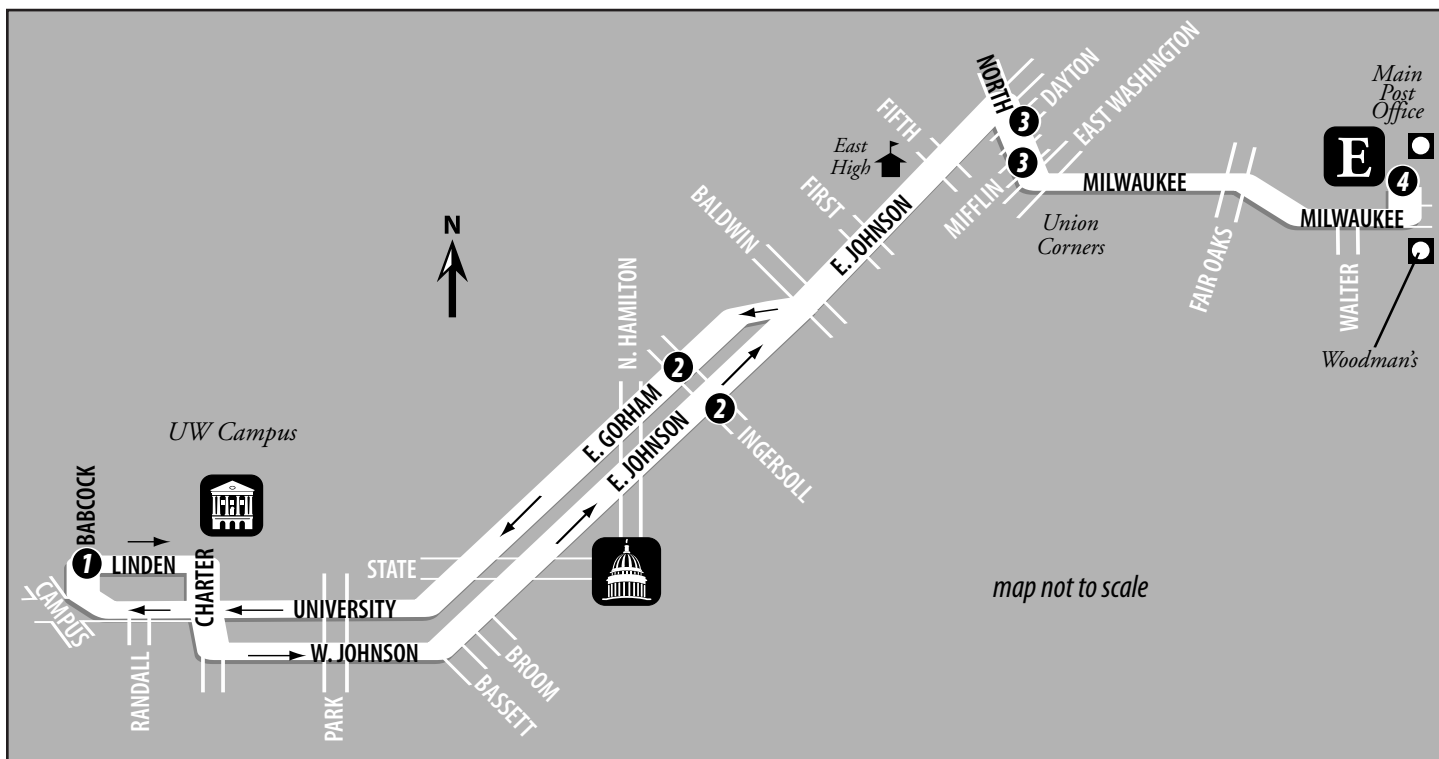 NORTH
DAYTON
EAST WASHINGTON
Main
Post
Office
FIFTH
3
East
High
3
E
4
MILWAUKEE
MIFFLIN
BALDWIN
FIRST
E. JOHNSON
Union
Corners
MILWAUKEE
FAIR OAKS
WALTER
N
N. HAMILTON
Woodman's
2
2
E. GORHAM
E. JOHNSON
INGERSOLL
UW Campus
BABCOCK
1
LINDEN
CHARTER
STATE
CAMPUS
UNIVERSITY
map not to scale
RANDALL
W. JOHNSON
PARK
BROOM
BASSETT